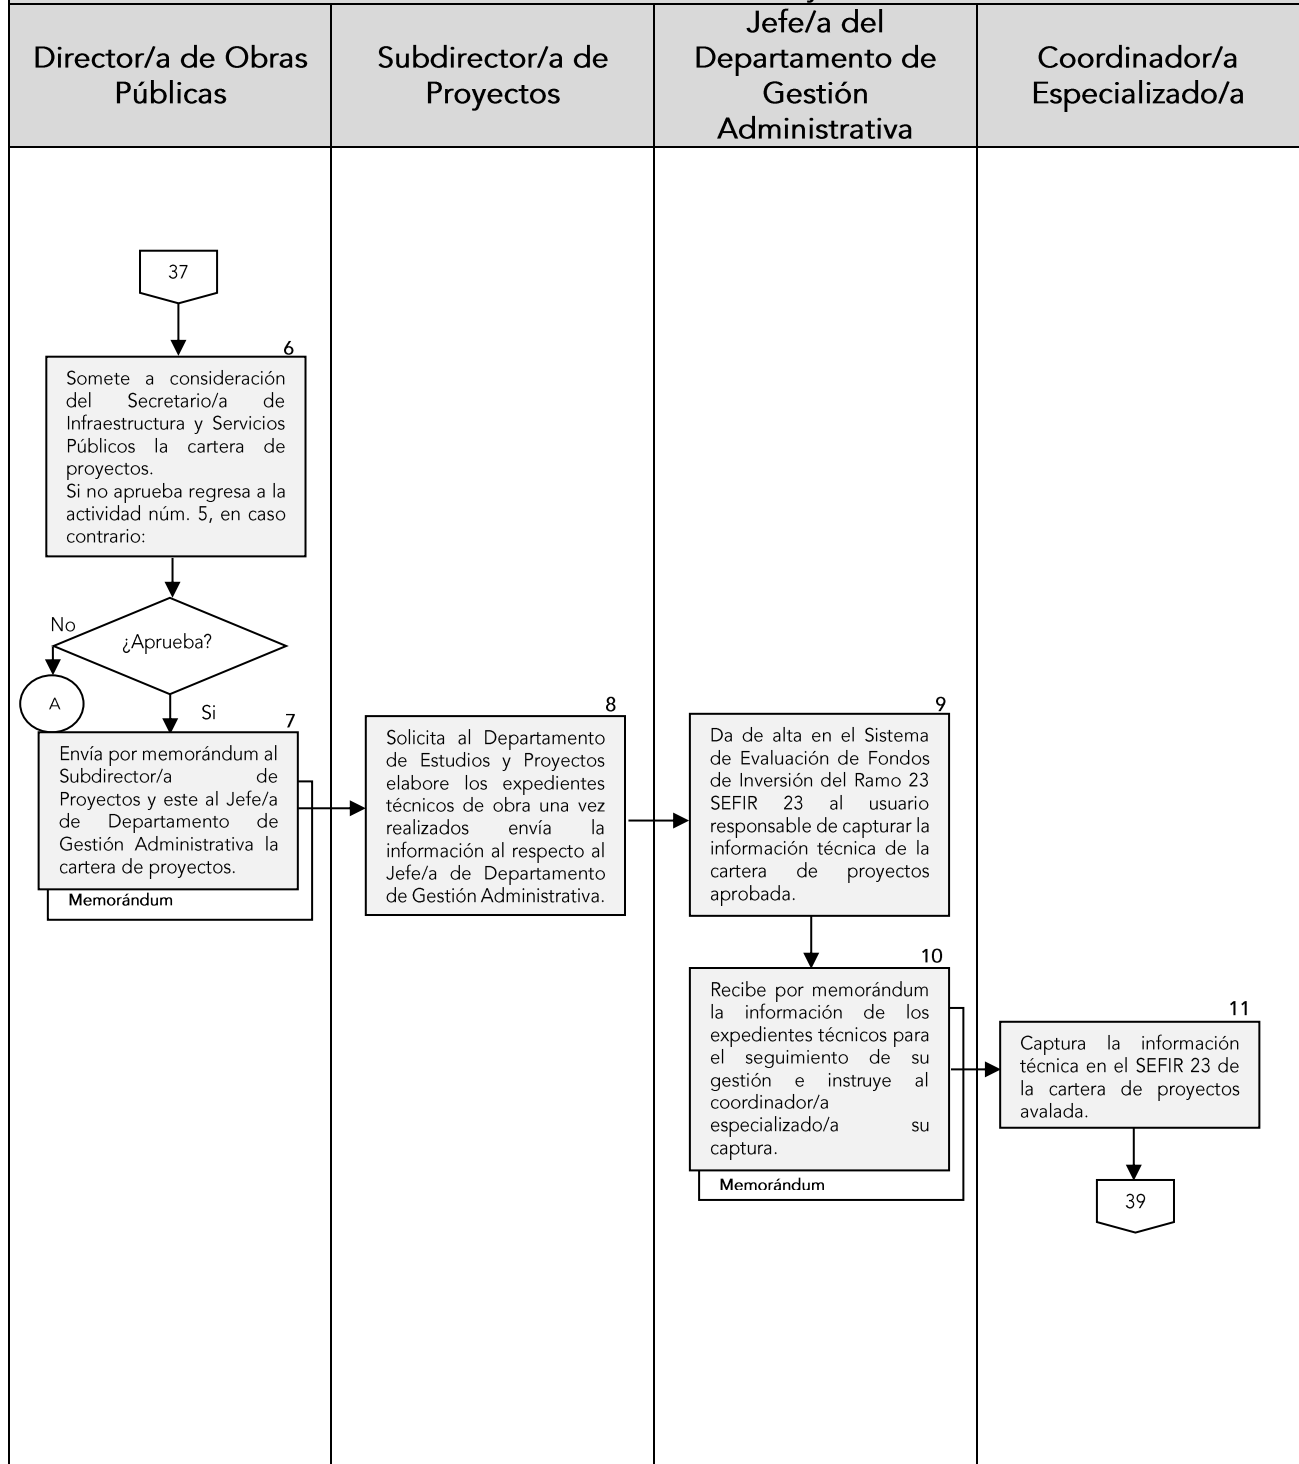 Director/a de Obras
Públicas
Subdirector/a de
Proyectos
Jefe/a del
Departamento de
Gestión
Administrativa
Coordinador/a
Especializado/a
37
6
Somete a consideración
del Secretario/a de
Infraestructura y Servicios
Públicos la cartera de
proyectos.
Si no aprueba regresa a la
actividad núm. 5, en caso
contrario:
No
¿Aprueba?
A
Si
7
Envía por memorándum al
Subdirector/a de
Proyectos y este al Jefe/a
de Departamento de
Gestión Administrativa la
cartera de proyectos.
Memorándum
8
Solicita al Departamento
de Estudios y Proyectos
elabore los expedientes
técnicos de obra una vez
realizados envía la
información al respecto al
Jefe/a de Departamento
de Gestión Administrativa.
9
Da de alta en el Sistema
de Evaluación de Fondos
de Inversión del Ramo 23
SEFIR 23 al usuario
responsable de capturar la
información técnica de la
cartera de proyectos
aprobada.
10
Recibe por memorándum
la información de los
expedientes técnicos para
el seguimiento de su
gestión e instruye al
coordinador/a
especializado/a su
captura.
Memorándum
11
Captura la información
técnica en el SEFIR 23 de
la cartera de proyectos
avalada.
39